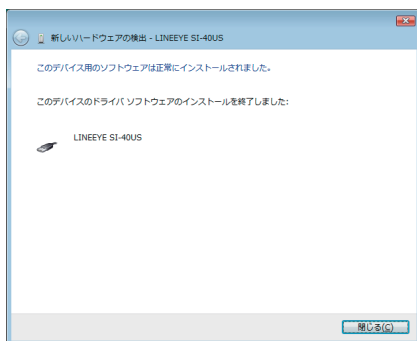 新しいハードウェアの検出 - LINEEYE SI-40US
このデバイス用のソフトウェアは正常にインストールされました。
このデバイスのドライバ ソフトウェアのインストールを終了しました:
LINEEYE SI-40US
閉じる(C)